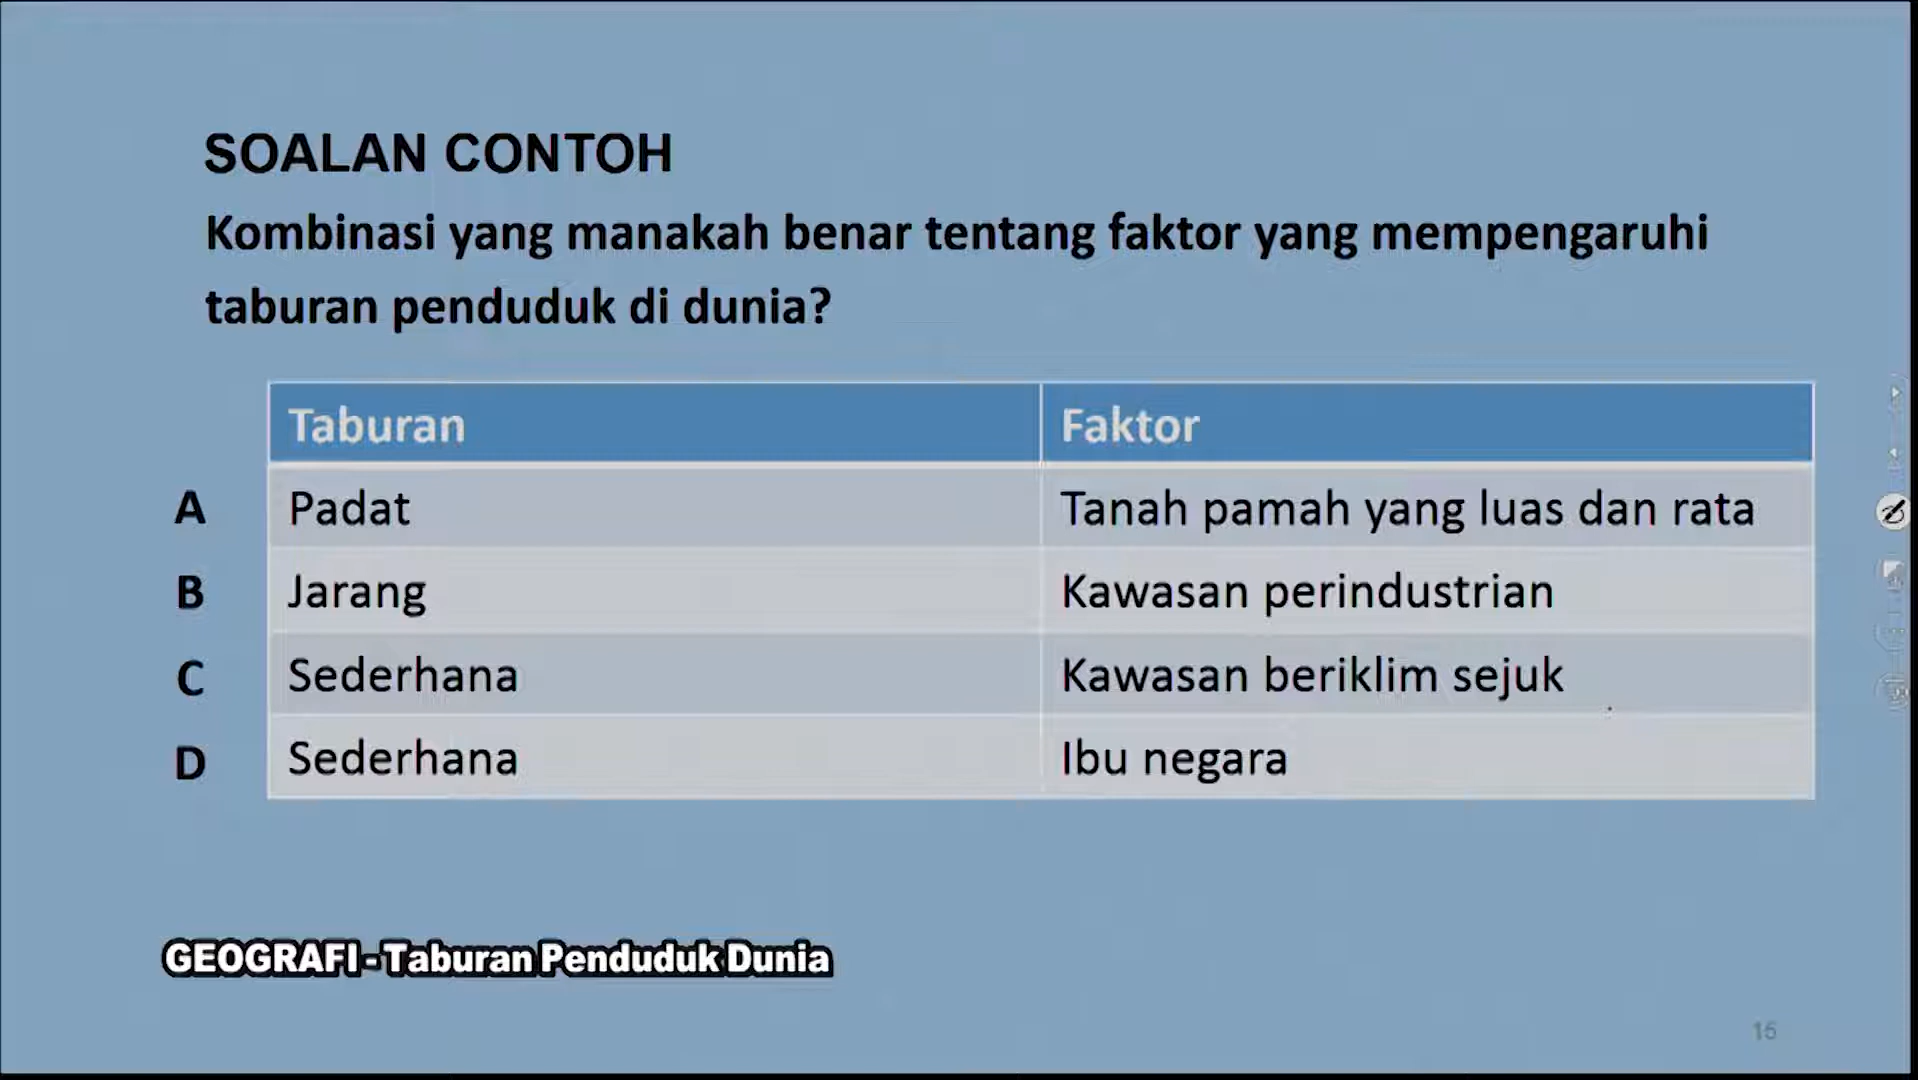 SOALAN CONTOH
Kombinasi yang manakah benar tentang faktor yang mempengaruhi
taburan penduduk di dunia?
Taburan Faktor
A Padat Tanah pamah yang luas dan rata
B Jarang Kawasan perindustrian
C Sederhana Kawasan beriklim sejuk
D Sederhana Ibu negara
GEOGRAFI - Taburan Penduduk Dunia
15